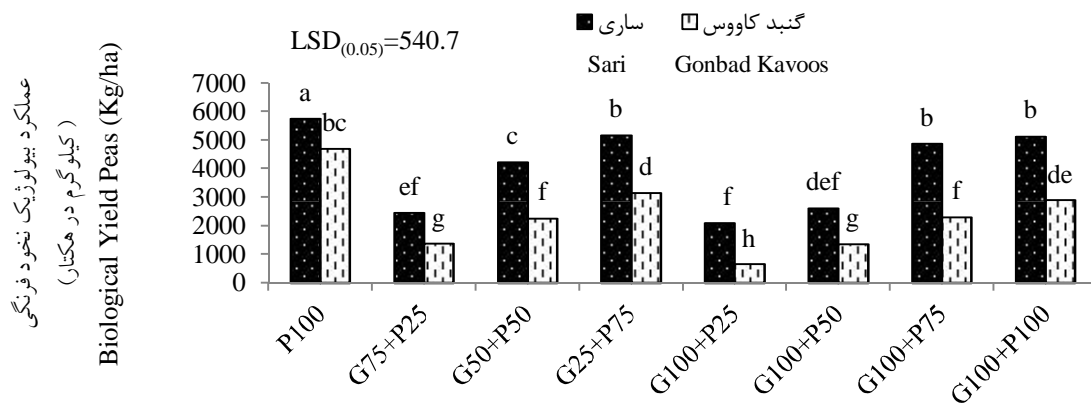 عملکرد بیولوژیک نخود فرنگی
(کیلوگرم در هکتار)
Biological Yield Peas (Kg/ha)
LSD(0.05)=540.7
ساری گنبد کاووس
Sari Gonbad Kavoos
7000
6000
5000
4000
3000
2000
1000
0
a bc ef g c f b d f h def g b f b de
P100 G75+P25 G50+P50 G25+P75 G100+P25 G100+P50 G100+P75 G100+P100